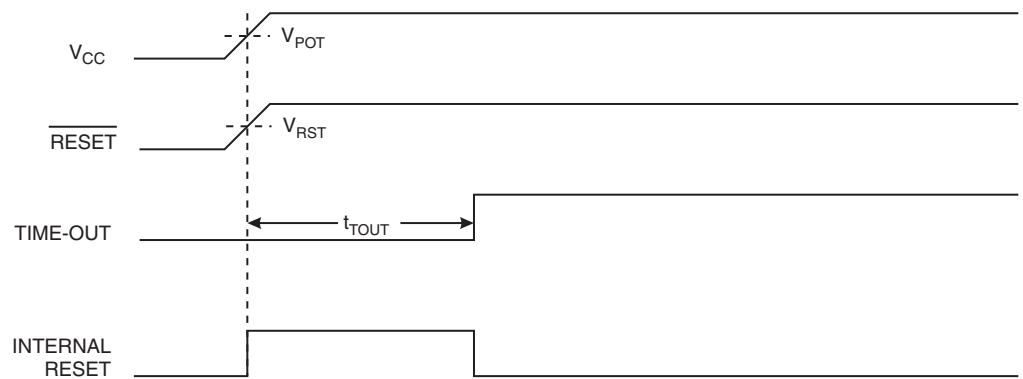 V_CC
V_POT
RESET
V_RST
TIME-OUT
t_TOUT
INTERNAL
RESET